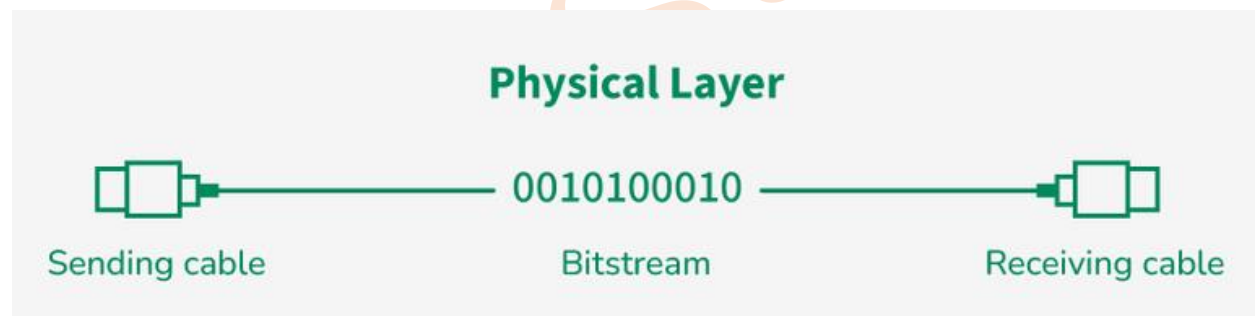 Physical Layer
0010100010
Sending cable
Bitstream
Receiving cable